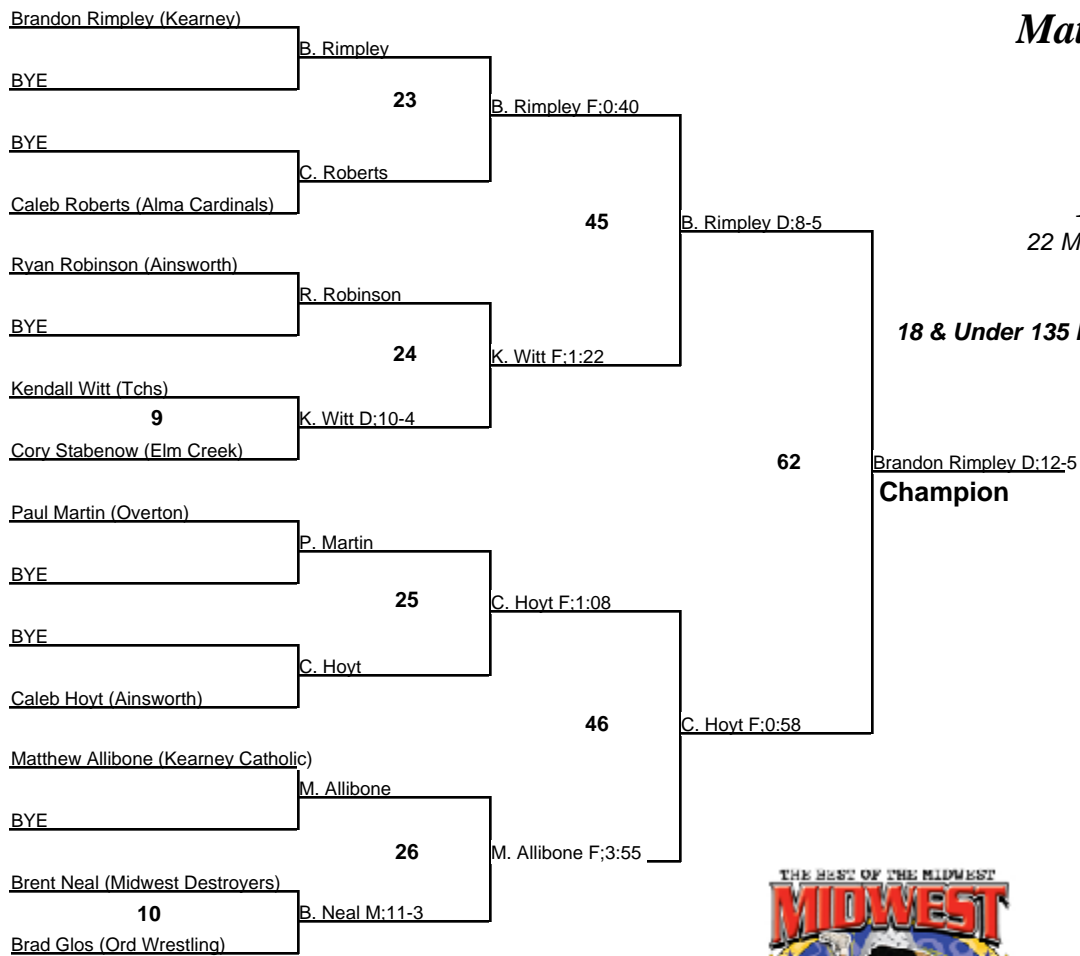 Brandon Rimpley (Kearney)
B. Rimpley
BYE
23
B. Rimpley F;0:40
BYE
C. Roberts
Caleb Roberts (Alma Cardinals)
45
B. Rimpley D;8-5
Ryan Robinson (Ainsworth)
R. Robinson
BYE
24
K. Witt F;1:22
Kendall Witt (Tchs)
9
K. Witt D;10-4
Cory Stabenow (Elm Creek)
62
Brandon Rimpley D;12-5
Champion
Paul Martin (Overton)
P. Martin
BYE
25
C. Hoyt F;1:08
BYE
C. Hoyt
Caleb Hoyt (Ainsworth)
46
C. Hoyt F;0:58
Matthew Allibone (Kearney Catholic)
M. Allibone
BYE
26
M. Allibone F;3:55
Brent Neal (Midwest Destroyers)
10
B. Neal M;11-3
Brad Glos (Ord Wrestling)
22 M
18 & Under 135
THE BEST OF THE MIDWEST
MIDWEST